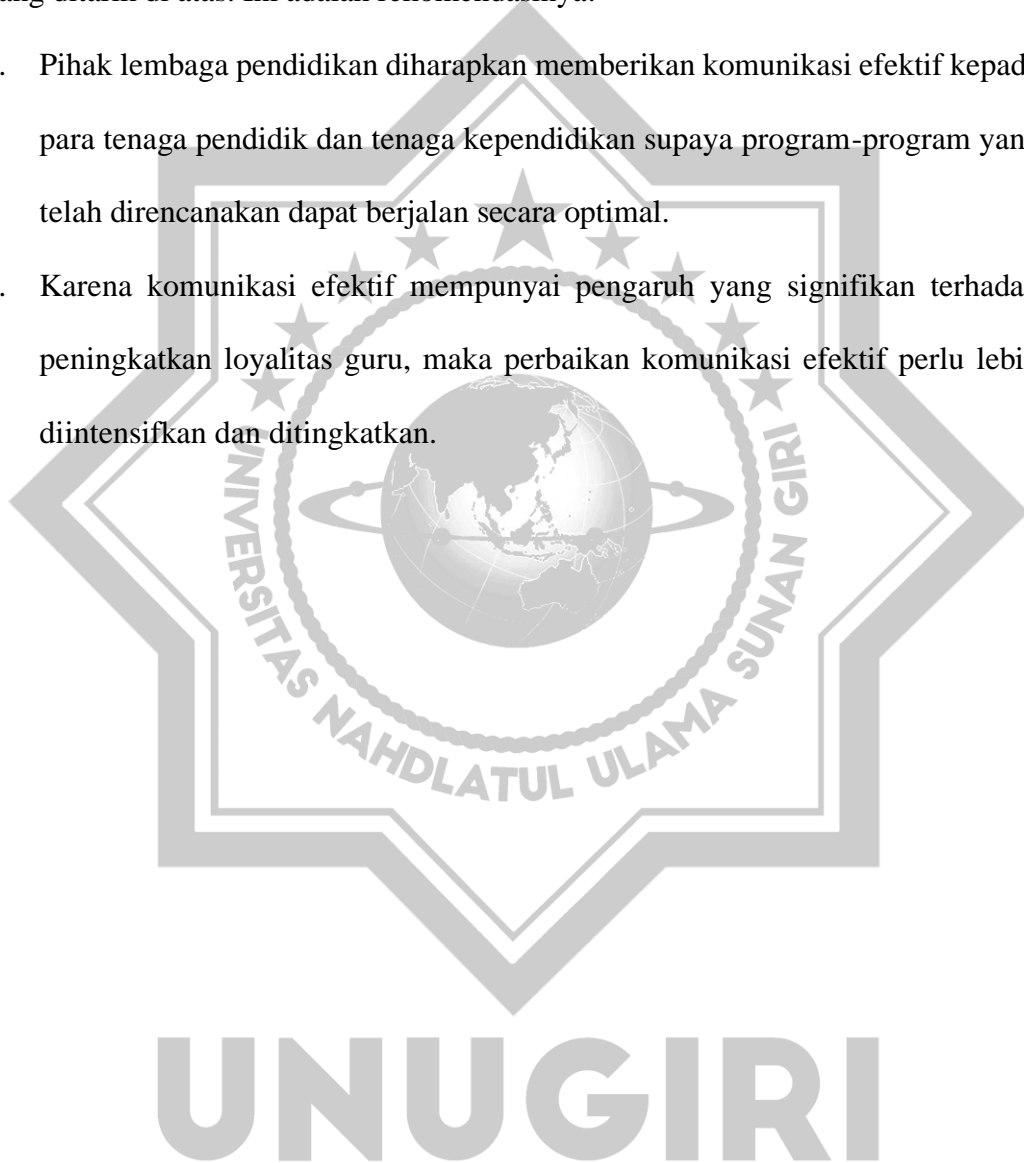 ang ditarik di atas. Ini adalah rekomendasinya:
. Pihak lembaga pendidikan diharapkan memberikan komunikasi efektif kepad
para tenaga pendidik dan tenaga kependidikan supaya program-program yan
telah direncanakan dapat berjalan secara optimal.
. Karena komunikasi efektif mempunyai pengaruh yang signifikan terhada
peningkatkan loyalitas guru, maka perbaikan komunikasi efektif perlu lebi
diintensifkan dan ditingkatkan.
UNIVERSITAS NAHDLATUL ULAMA SUNAN GIRI
UNUGIRI